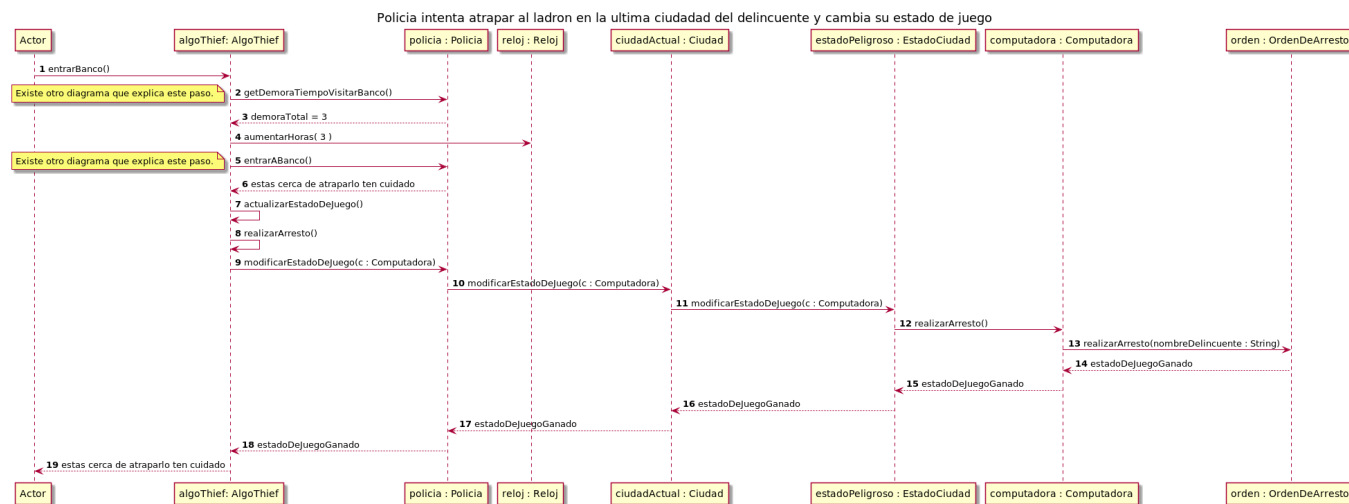 Policia intenta atrapar al ladron en la ultima ciudadad del delincuente y cambia su estado de juego
Actor
algoThief: AlgoThief
policia : Policia
reloj : Reloj
ciudadActual : Ciudad
estadoPeligroso : EstadoCiudad
computadora : Computadora
orden : OrdenDeArresto
1 entrarBanco()
Existe otro diagrama que explica este paso.
2 getDemoraTiempoVisitarBanco()
3 demoraTotal = 3
4 aumentarHoras( 3 )
Existe otro diagrama que explica este paso.
5 entrarABanco()
6 estas cerca de atraparlo ten cuidado
7 actualizarEstadoDeJuego()
8 realizarArresto()
9 modificarEstadoDeJuego(c : Computadora)
10 modificarEstadoDeJuego(c : Computadora)
11 modificarEstadoDeJuego(c : Computadora)
12 realizarArresto()
13 realizarArresto(nombreDelincuente : String)
14 estadoDeJuegoGanado
15 estadoDeJuegoGanado
16 estadoDeJuegoGanado
17 estadoDeJuegoGanado
18 estadoDeJuegoGanado
19 estas cerca de atraparlo ten cuidado
Actor
algoThief: AlgoThief
policia : Policia
reloj : Reloj
ciudadActual : Ciudad
estadoPeligroso : EstadoCiudad
computadora : Computadora
orden : OrdenDeArresto